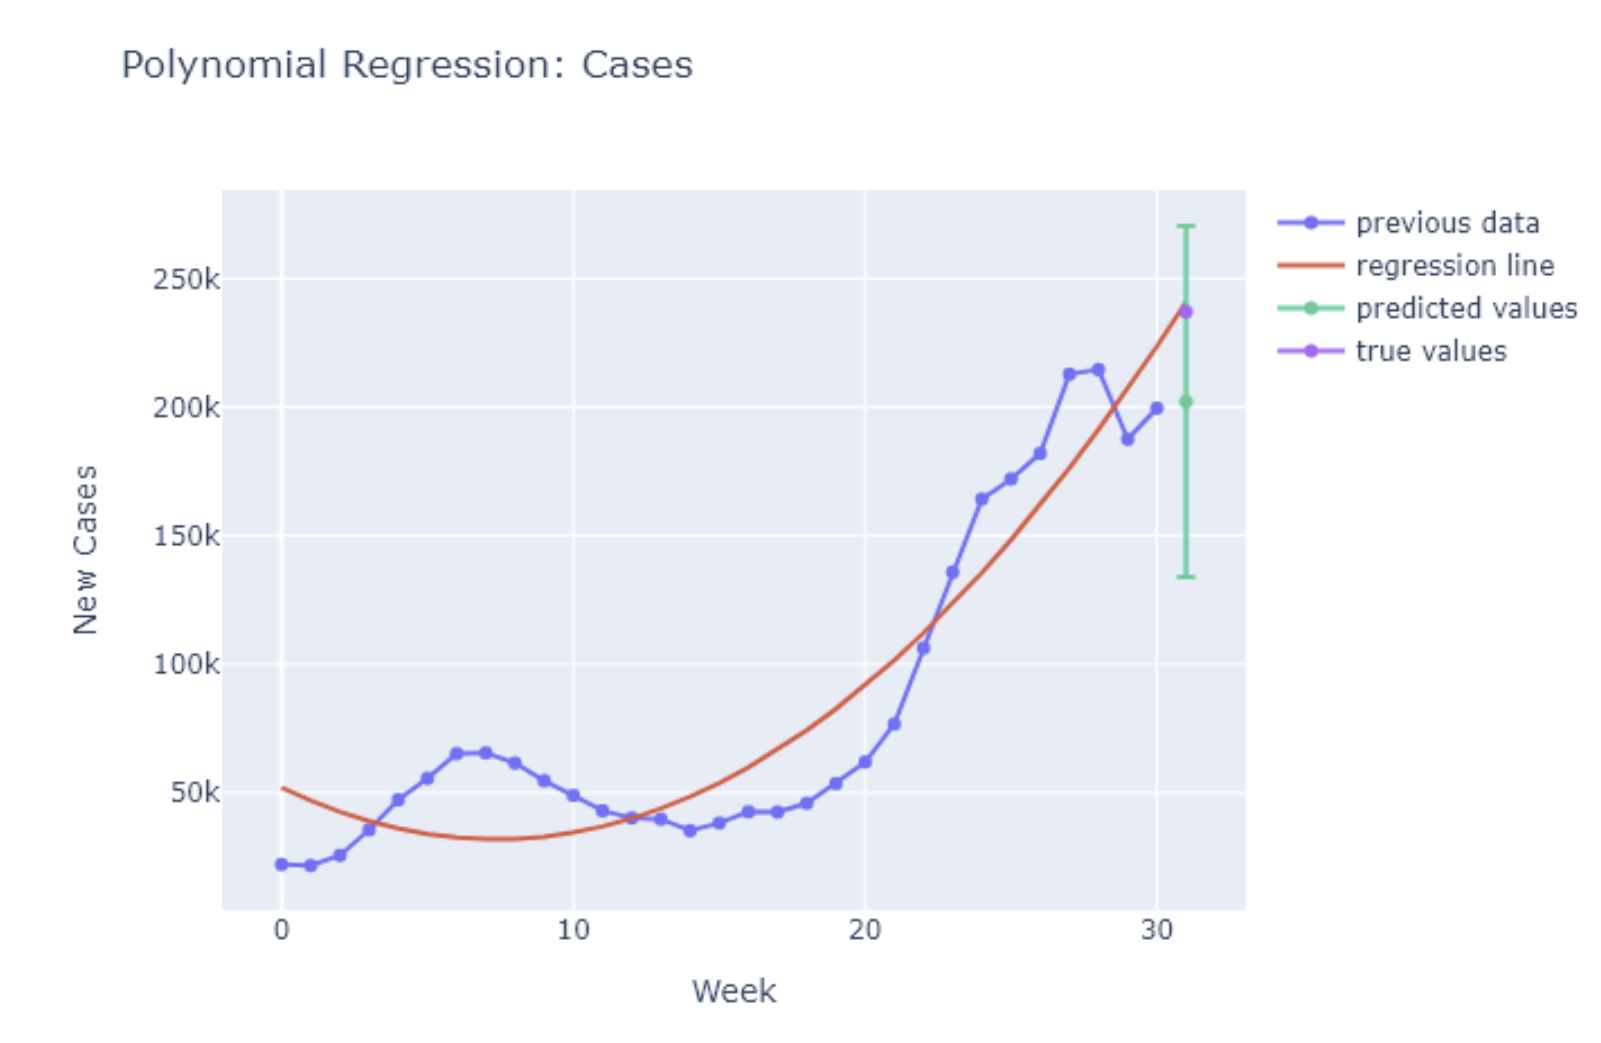 Polynomial Regression: Cases
previous data
regression line
predicted values
true values
250k
200k
150k
100k
50k
New Cases
0 10 20 30
Week